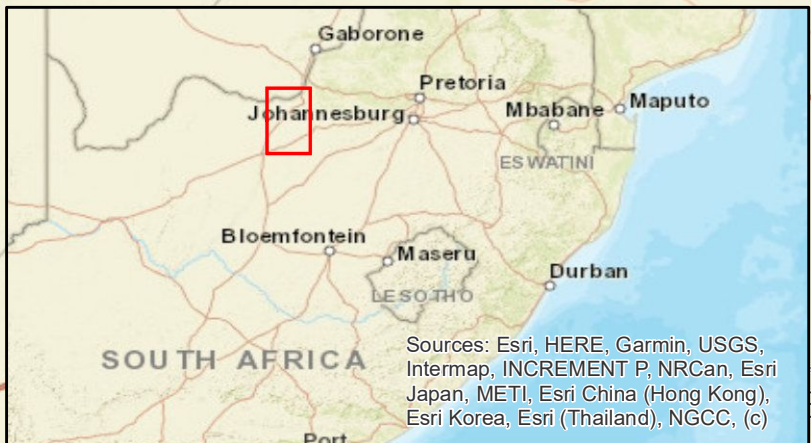 Gaborone
Pretoria
Johannesburg
Mbabane
Maputo
ESWATINI
Bloemfontein
Maseru
Durban
LESOTHO
SOUTH AFRICA
Sources: Esri, HERE, Garmin, USGS,
Intermap, INCREMENT P, NRCan, Esri
Japan, METI, Esri China (Hong Kong),
Esri Korea, Esri (Thailand), NGCC, (c)
Port